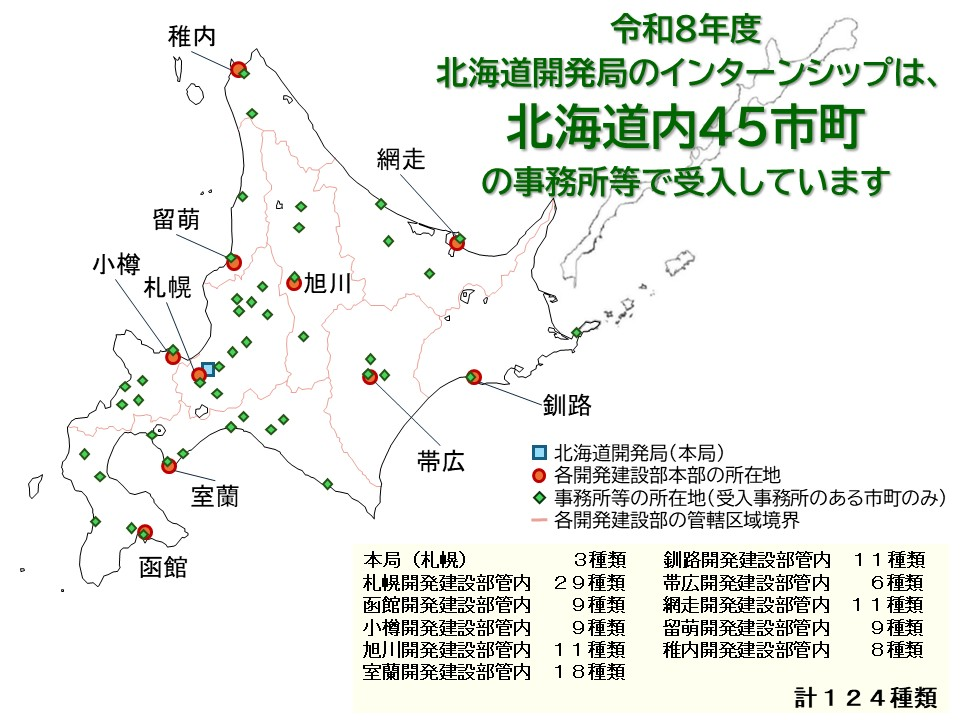 令和8年度
北海道開発局のインターンシップは、
北海道内45市町
の事務所等で受入しています
稚内
網走
留萌
小樽
札幌
旭川
釧路
帯広
室蘭
函館
北海道開発局(本局)
各開発建設部本部の所在地
事務所等の所在地(受入事務所のある市町のみ)
各開発建設部の管轄区域境界
本局(札幌) 3種類
札幌開発建設部管内 29種類
函館開発建設部管内 9種類
小樽開発建設部管内 9種類
旭川開発建設部管内 11種類
室蘭開発建設部管内 18種類
釧路開発建設部管内 11種類
帯広開発建設部管内 6種類
網走開発建設部管内 11種類
留萌開発建設部管内 9種類
稚内開発建設部管内 8種類
計124種類